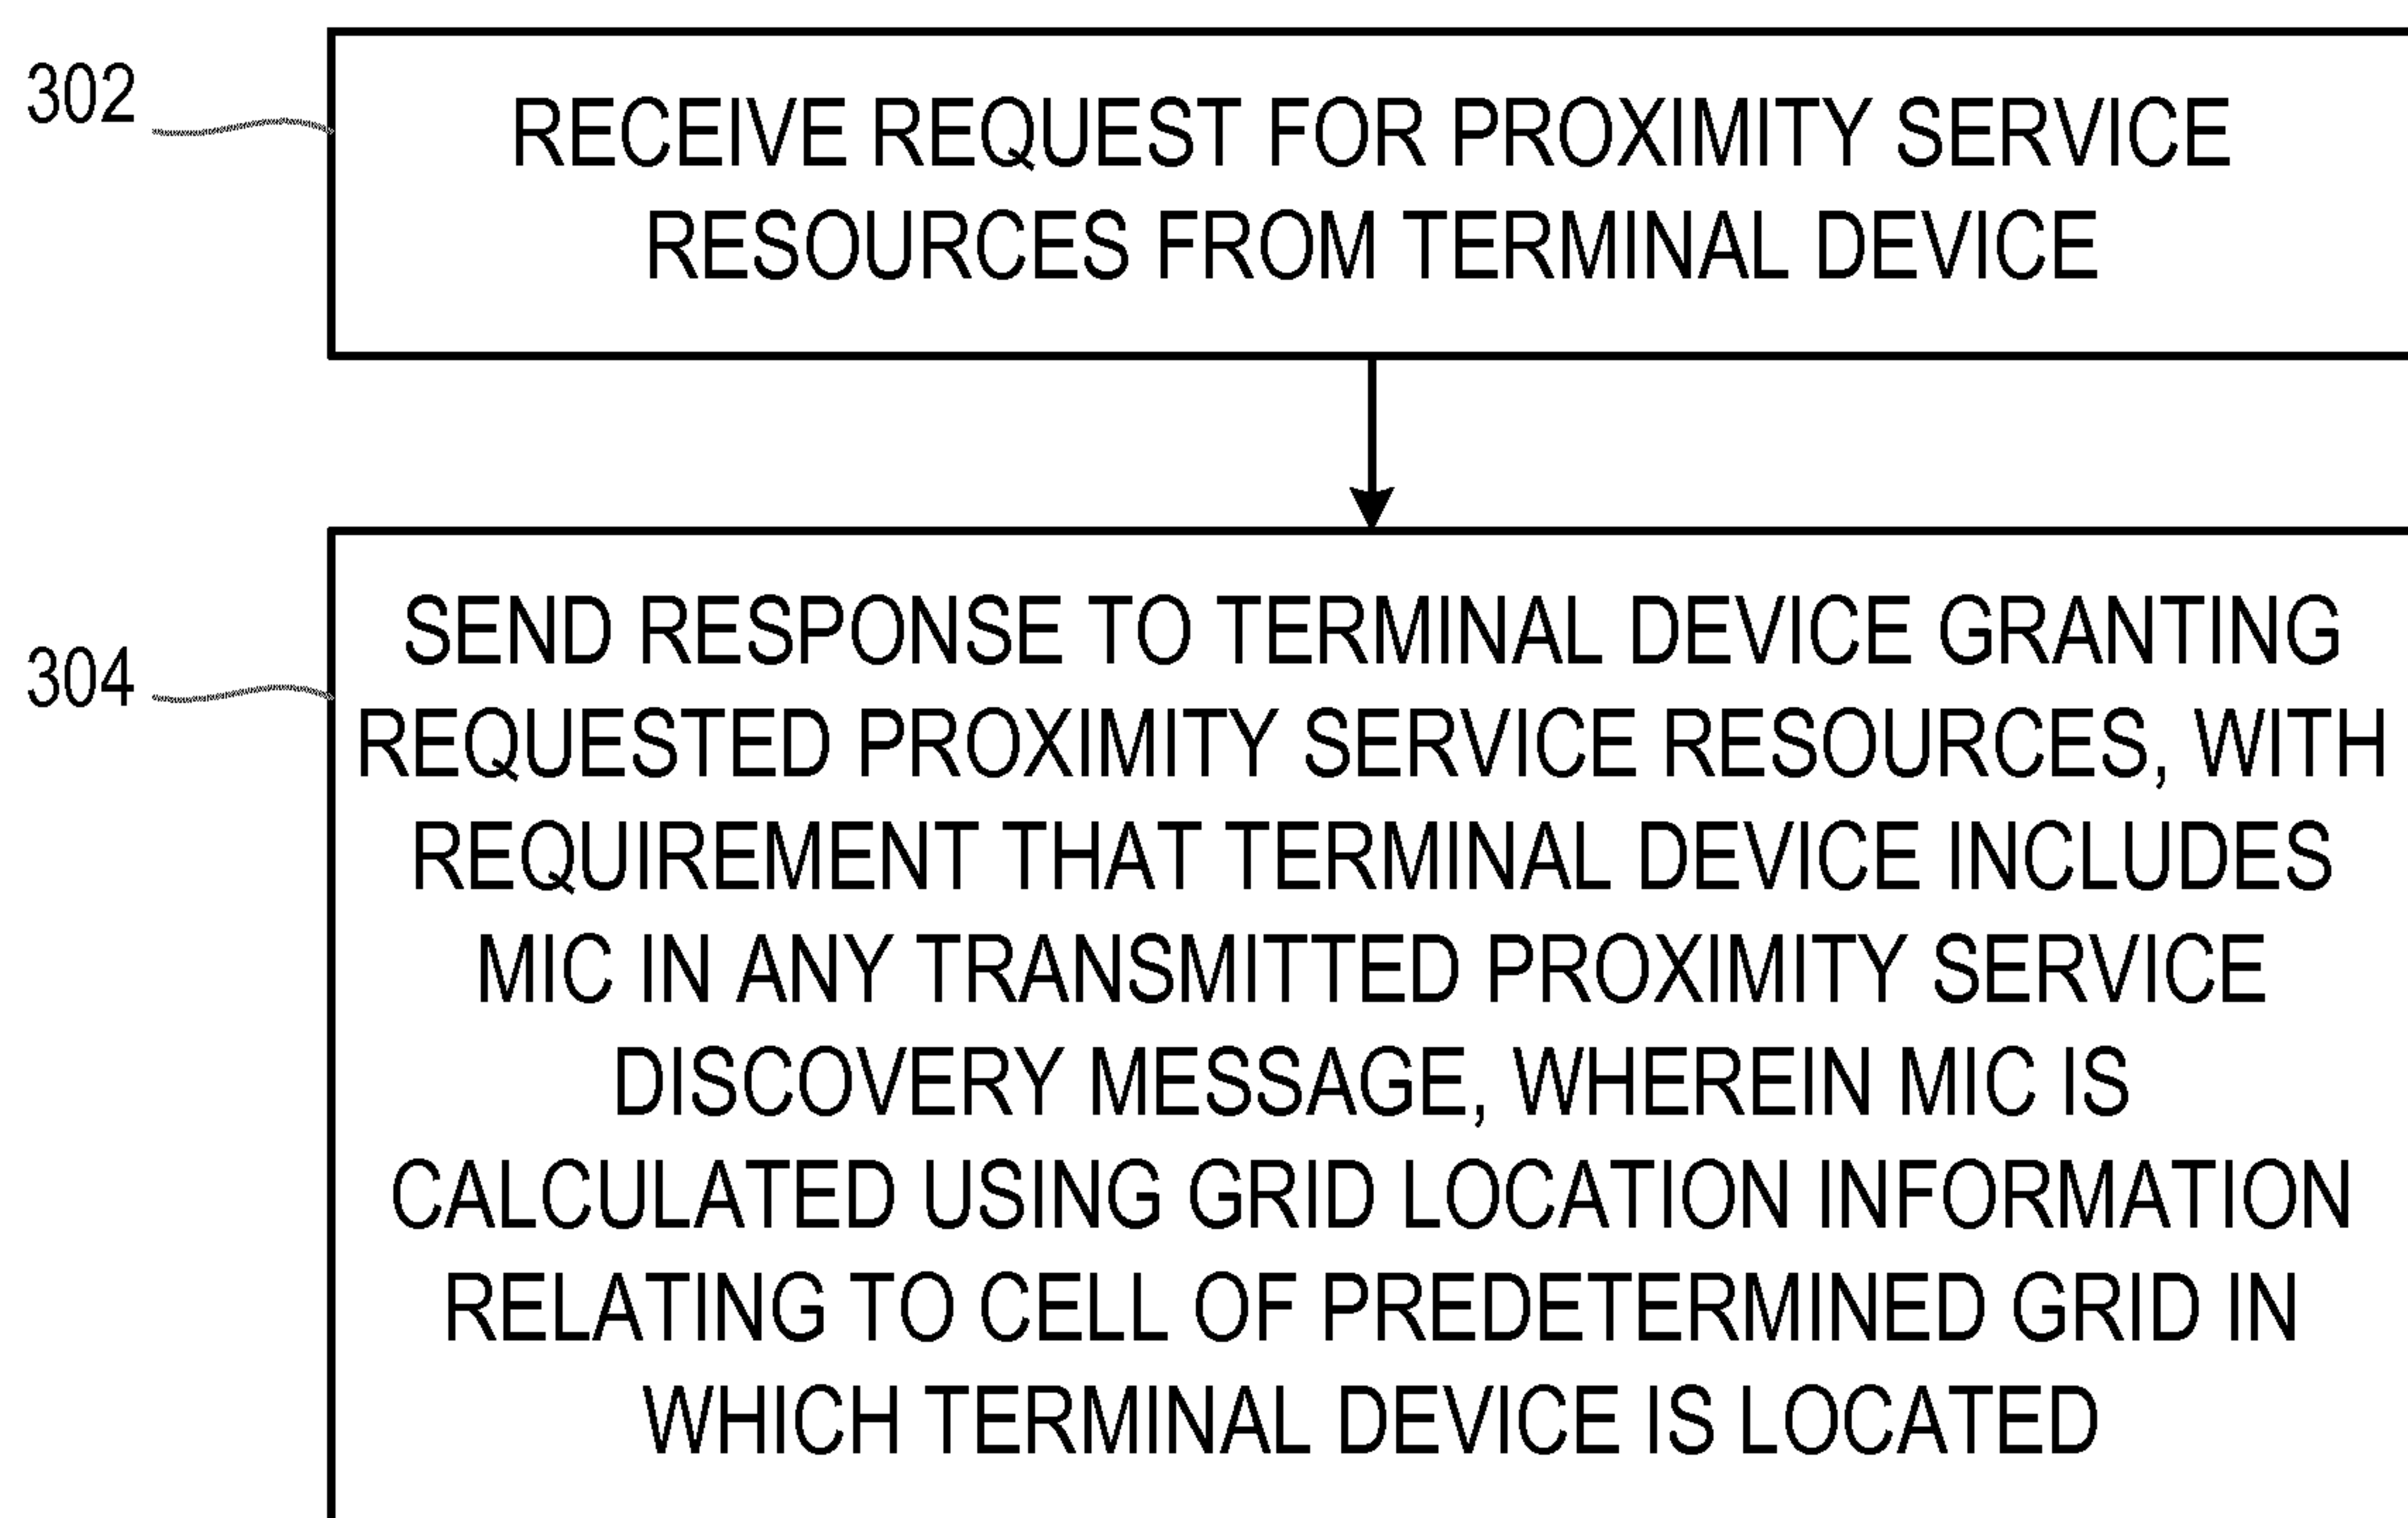 302
RECEIVE REQUEST FOR PROXIMITY SERVICE
RESOURCES FROM TERMINAL DEVICE
304
SEND RESPONSE TO TERMINAL DEVICE GRANTING
REQUESTED PROXIMITY SERVICE RESOURCES, WITH
REQUIREMENT THAT TERMINAL DEVICE INCLUDES
MIC IN ANY TRANSMITTED PROXIMITY SERVICE
DISCOVERY MESSAGE, WHEREIN MIC IS
CALCULATED USING GRID LOCATION INFORMATION
RELATING TO CELL OF PREDETERMINED GRID IN
WHICH TERMINAL DEVICE IS LOCATED